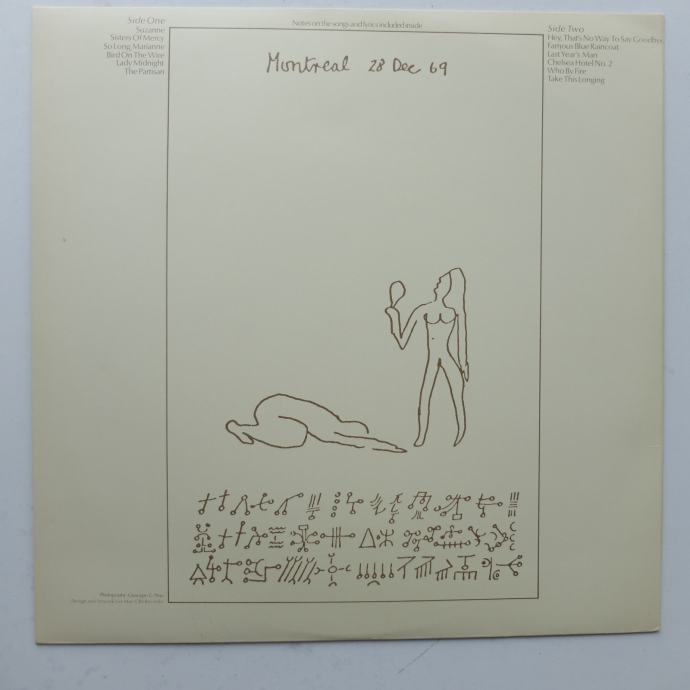 Side One
Suzanne
Sisters Of Mercy
So Long Marianne
Bird On The Wire
Lady Midnight
The Partisan
Notes on the songs and lyrics included inside
Side Two
Hey, That's No Way To Say Goodbye
Famous Blue Raincoat
Last Year's Man
Chelsea Hotel No. 2
Who By Fire
Take This Longing
Montreal 28 Dec 69